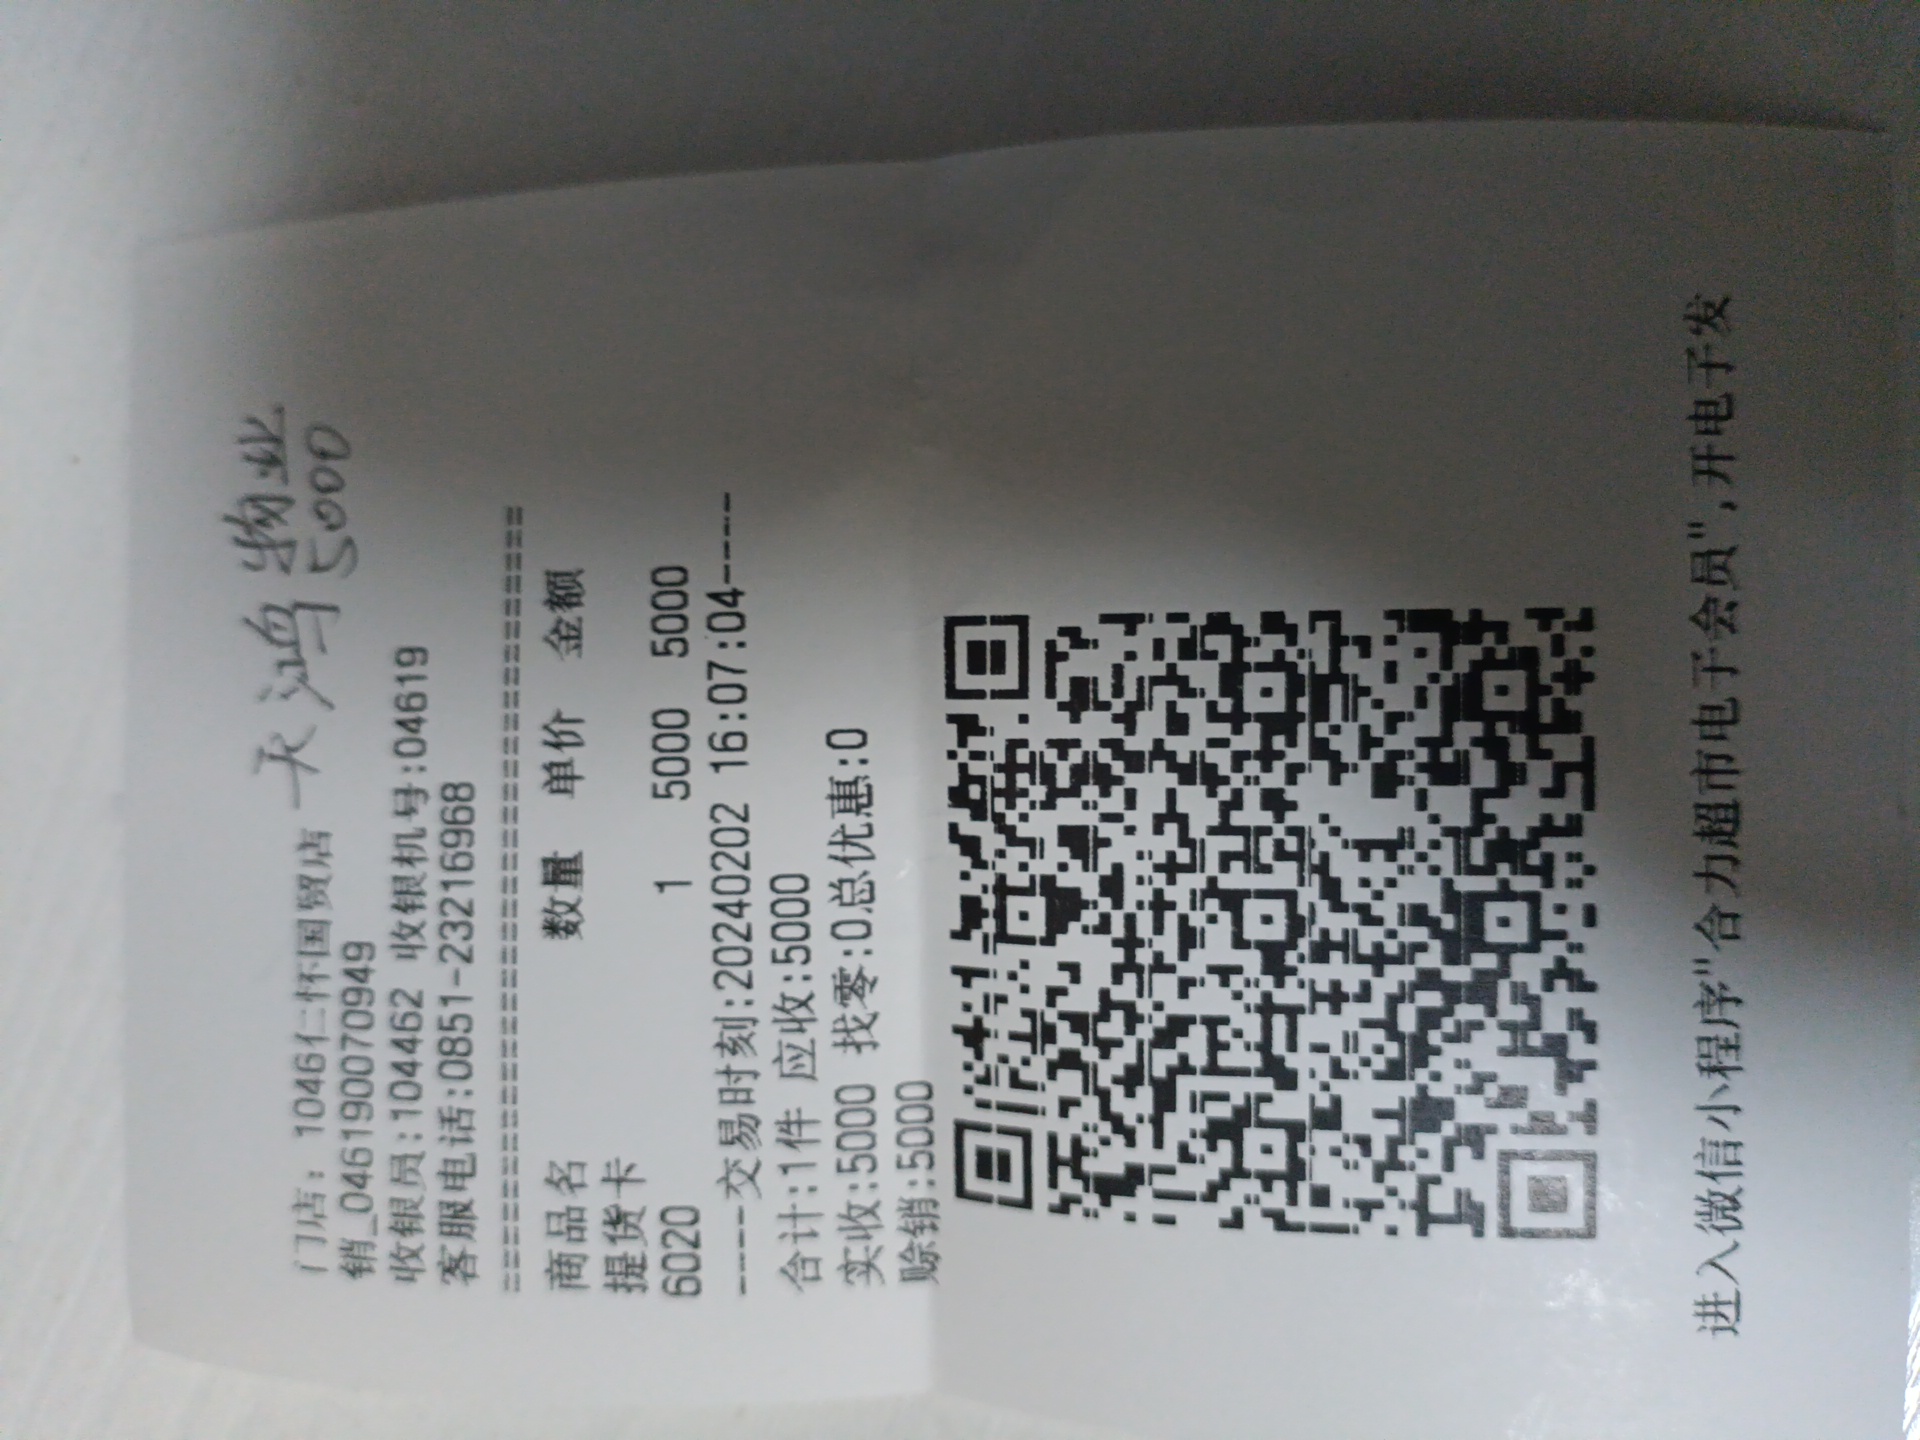 天鸿物业
5000
门店：1046仁怀国贸店
销_0461900070949
收银员:104462 收银机号:04619
客服电话:0851-23216968
================================
商品名 数量 单价 金额
提货卡
6020 1 5000 5000
----交易时刻:20240202 16:07:04----
合计:1件 应收:5000
实收:5000 找零:0总优惠:0
赊销:5000
进入微信小程序"合力超市电子会员",开电子发